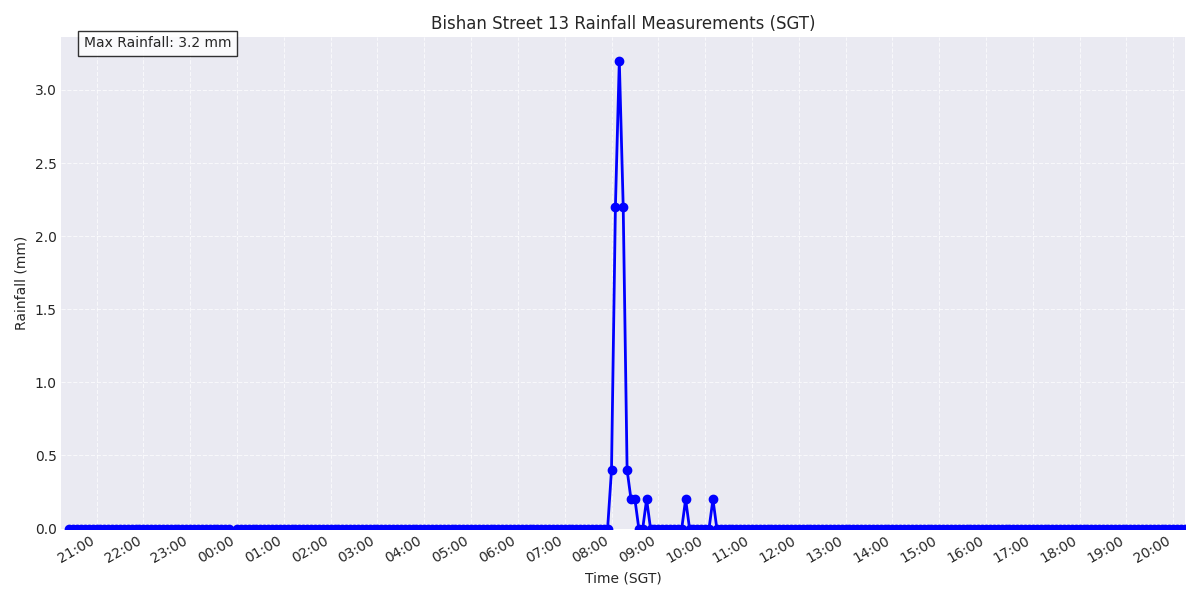 Bishan Street 13 Rainfall Measurements (SGT)
Max Rainfall: 3.2 mm
Rainfall (mm)
3.0
2.5
2.0
1.5
1.0
0.5
0.0
21:00 22:00 23:00 00:00 01:00 02:00 03:00 04:00 05:00 06:00 07:00 08:00 09:00 10:00 11:00 12:00 13:00 14:00 15:00 16:00 17:00 18:00 19:00 20:00
Time (SGT)